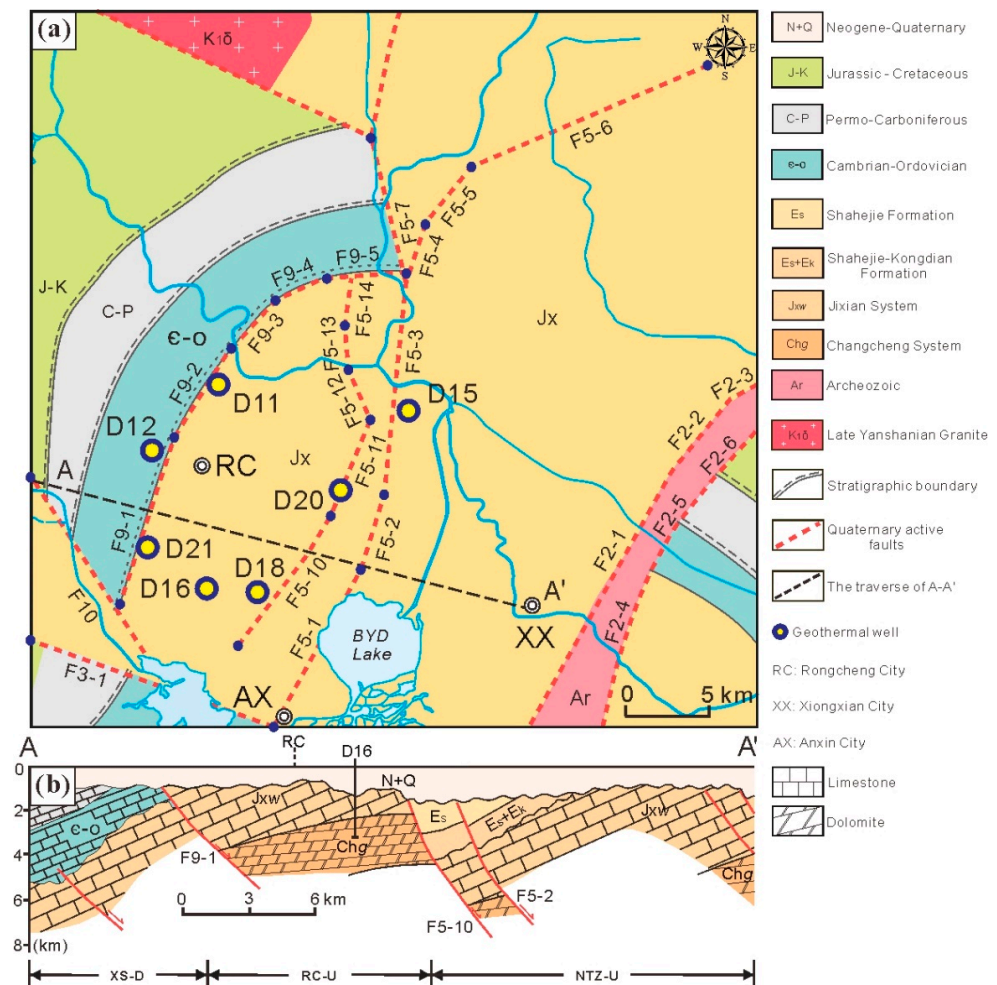 (a)
K1δ
N
W E
S
F5-6
F5-7
F5-5
F5-4
F9-5
F9-4
F5-14
J-K
C-P
Jx
є-o
F9-3
F5-13
F5-3
F9-2
F5-12
D15
D11
F2-3
F2-2
D12
F5-11
F2-6
A
RC
Jx
D20
F2-5
F9-1
F5-2
F2-1
D21
D16
D18
F5-10
A'
F10
XX
F2-4
F5-1
BYD
Lake
F3-1
AX
Ar
0 5 km
N+Q Neogene-Quaternary
J-K Jurassic - Cretaceous
C-P Permo-Carboniferous
є-o Cambrian-Ordovician
Es Shahejie Formation
Es+Ek Shahejie-Kongdian
Formation
Jxw Jixian System
Chg Changcheng System
Ar Archeozoic
K1δ Late Yanshanian Granite
Stratigraphic boundary
Quaternary active
faults
The traverse of A-A'
Geothermal well
RC: Rongcheng City
XX: Xiongxian City
AX: Anxin City
Limestone
Dolomite
A RC D16 A'
(b)
0
2
4
6
8 (km)
N+Q
Jxw
Es
Es+Ek
Jxw
є-o
Chg
Chg
F9-1
F5-2
F5-10
0 3 6 km
XS-D RC-U NTZ-U